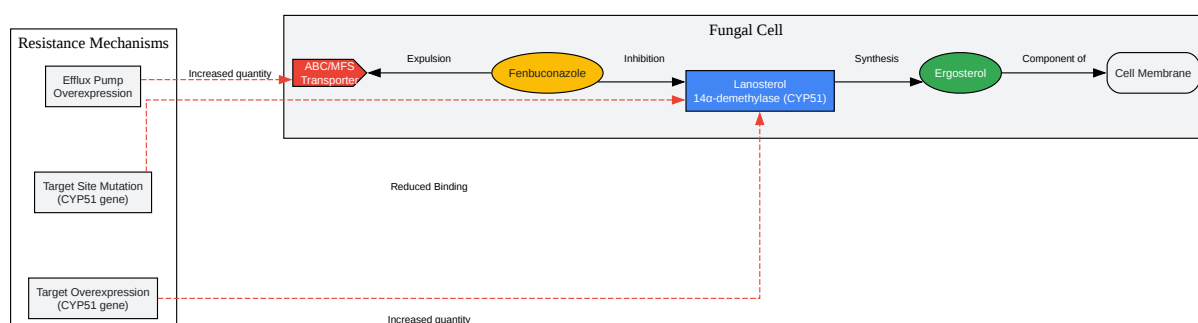 Fungal Cell
Resistance Mechanisms
Efflux Pump
Overexpression
Increased quantity
ABC/MFS
Transporter
Expulsion
Fenbuconazole
Inhibition
Lanosterol
14α-demethylase (CYP51)
Synthesis
Ergosterol
Component of
Cell Membrane
Target Site Mutation
(CYP51 gene)
Reduced Binding
Target Overexpression
(CYP51 gene)
Increased quantity